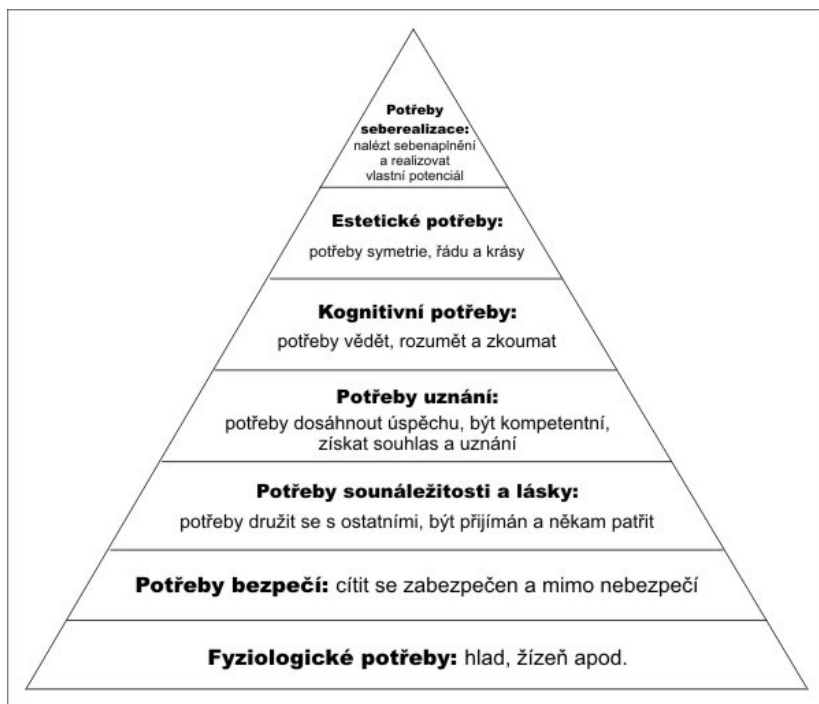 Potřeby
seberealizace:
nalézt sebenaplnění
a realizovat
vlastní potenciál
Estetické potřeby:
potřeby symetrie, řádu a krásy
Kognitivní potřeby:
potřeby vědět, rozumět a zkoumat
Potřeby uznání:
potřeby dosáhnout úspěchu, být kompetentní,
získat souhlas a uznání
Potřeby sounáležitosti a lásky:
potřeby družit se s ostatními, být přijímán a někam patřit
Potřeby bezpečí: cítit se zabezpečen a mimo nebezpečí
Fyziologické potřeby: hlad, žízeň apod.